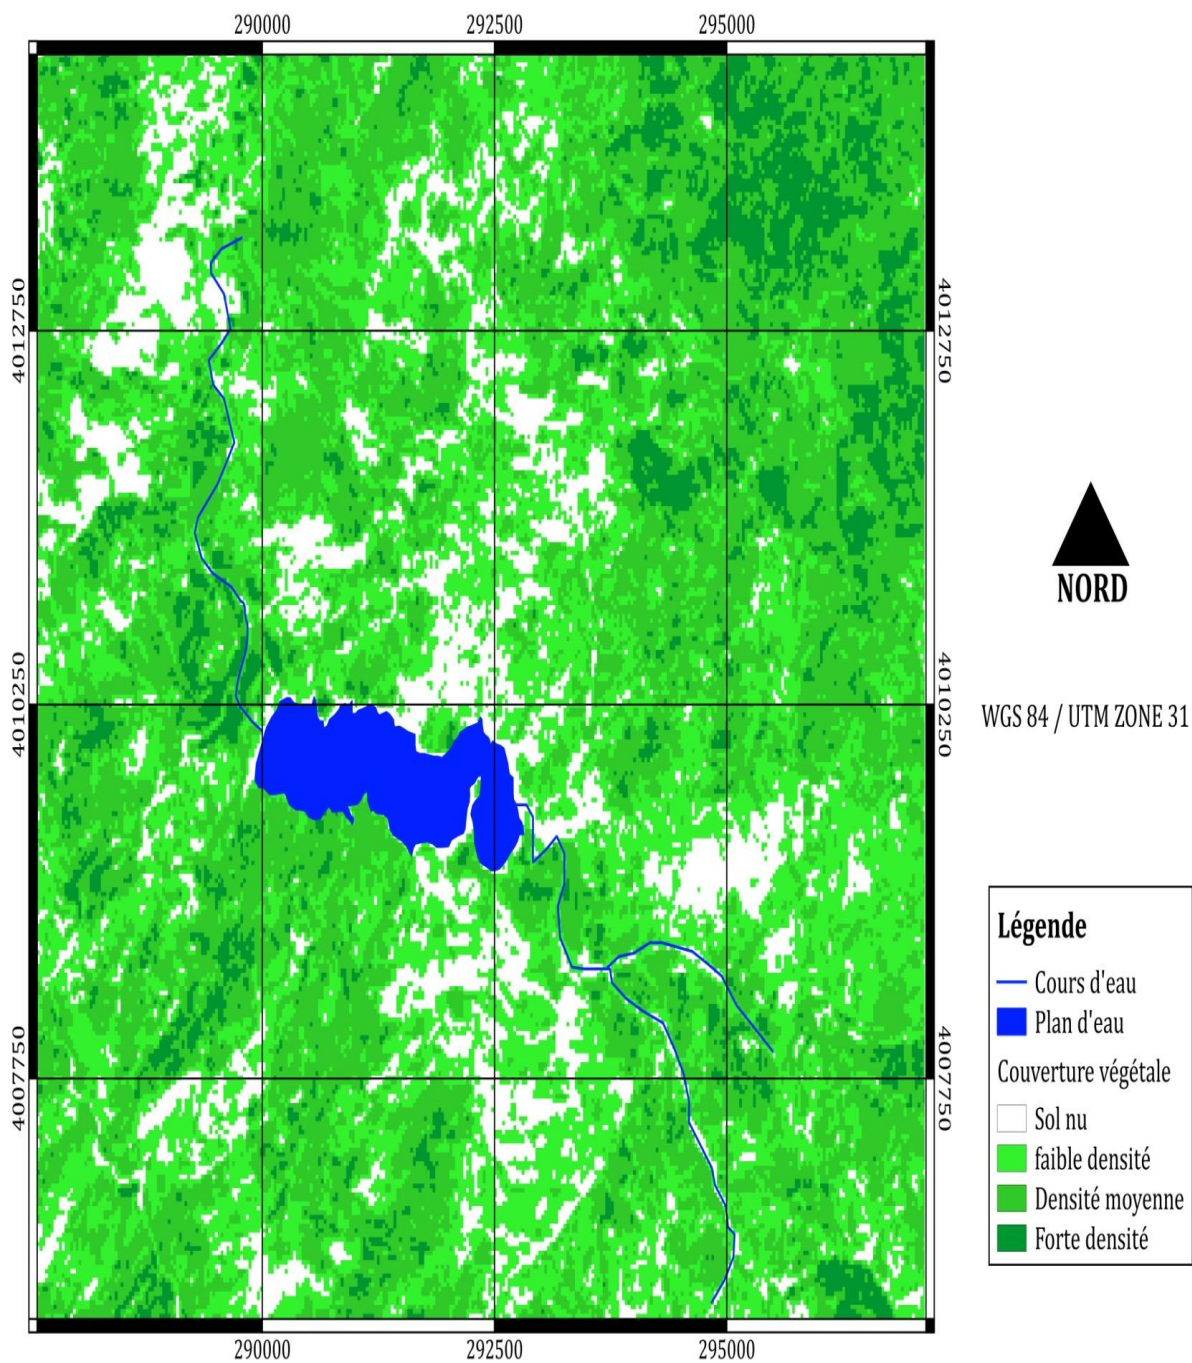 290000 292500 295000
4012750 4012750
NORD
4010250 4010250
WGS 84 / UTM ZONE 31
Légende
Cours d'eau
Plan d'eau
4007750 4007750
Couverture végétale
Sol nu
faible densité
Densité moyenne
Forte densité
290000 292500 295000